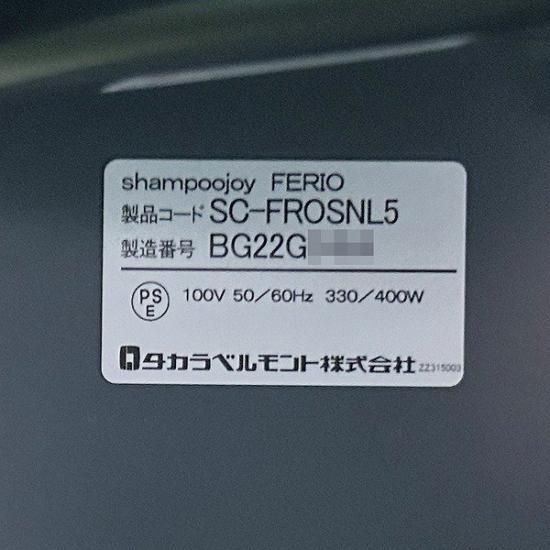 shampoojoy FERIO
製品コード SC-FROSNL5
製造番号 BG22G
PS
E
100V 50/60Hz 330/400W
タカラベルモント株式会社 ZZ315003